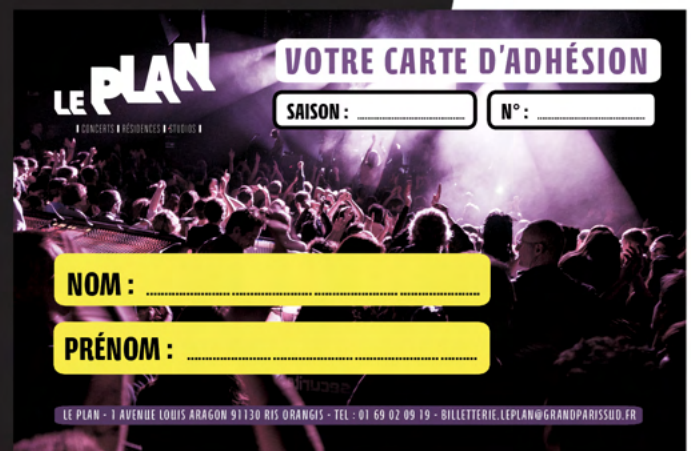 LE PLAN
CONCERTS RÉSIDENCES STUDIOS
VOTRE CARTE D'ADHÉSION
SAISON : ........................
N° : ........................
NOM : ........................
PRÉNOM : ........................
securit
LE PLAN - 1 AVENUE LOUIS ARAGON 91130 RIS ORANGIS - TEL : 01 69 02 09 19 - BILLETTERIE.LEPLAN@GRANDPARISSUD.FR